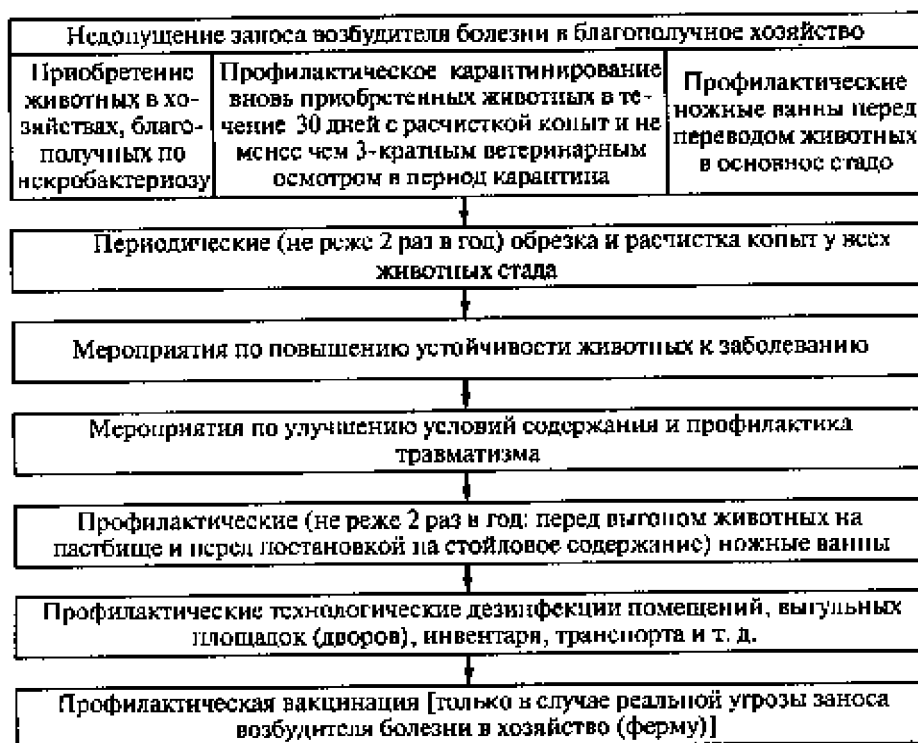 Недопущение заноса возбудителя болезни в благополучное хозяйство
Приобретение
животных в хо-
зяйствах, благо-
получных по
некробактериозу
Профилактическое карантинирование
вновь приобретенных животных в те-
чение 30 дней с расчисткой копыт и не
менее чем 3-кратным ветеринарным
осмотром в период карантина
Профилактические
ножные ванны перед
переводом животных
в основное стадо
Периодические (не реже 2 раз в год) обрезка и расчистка копыт у всех
животных стада
Мероприятия по повышению устойчивости животных к заболеванию
Мероприятия по улучшению условий содержания и профилактика
травматизма
Профилактические (не реже 2 раз в год: перед выгоном животных на
пастбище и перед постановкой на стойловое содержание) ножные ванны
Профилактические технологические дезинфекции помещений, выгульных
площадок (дворов), инвентаря, транспорта и т. д.
Профилактическая вакцинация [только в случае реальной угрозы заноса
возбудителя болезни в хозяйство (ферму)]